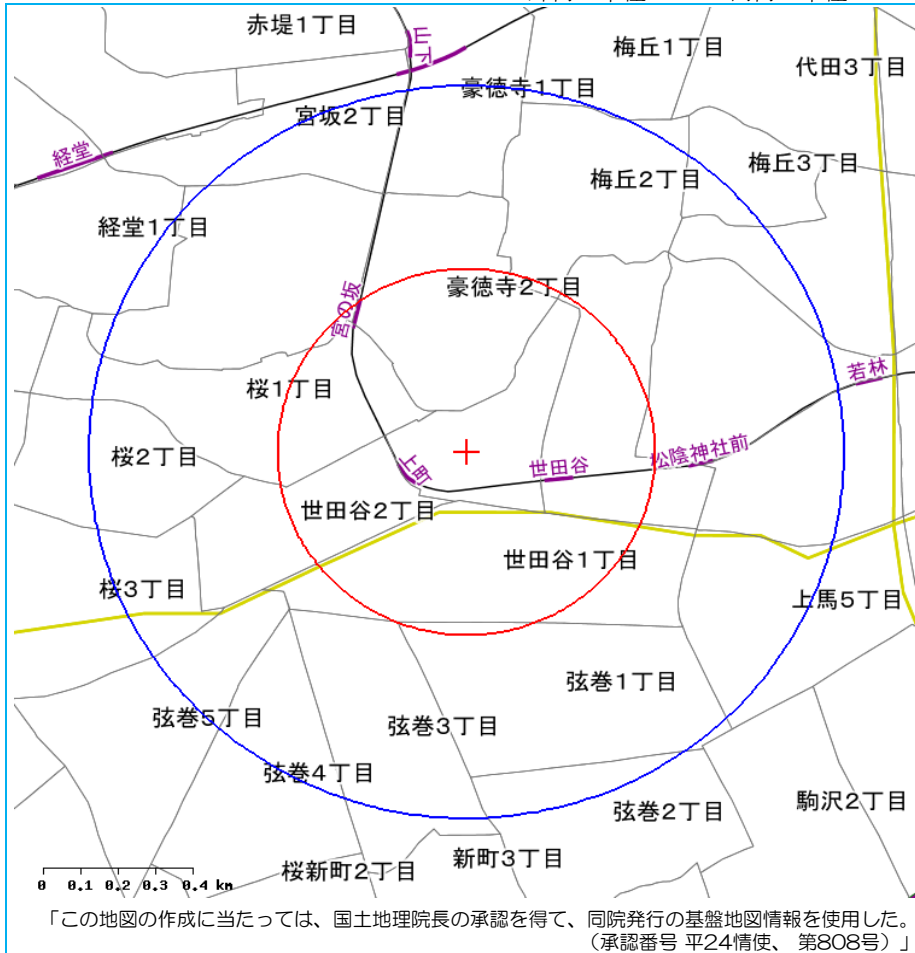 赤堤1丁目
山下
梅丘1丁目
代田3丁目
豪徳寺1丁目
宮坂2丁目
経堂
梅丘3丁目
梅丘2丁目
経堂1丁目
豪徳寺2丁目
宮の坂
若林
桜1丁目
桜2丁目
上町
世田谷
松陰神社前
世田谷2丁目
世田谷1丁目
桜3丁目
上馬5丁目
弦巻1丁目
弦巻5丁目
弦巻3丁目
弦巻4丁目
弦巻2丁目
駒沢2丁目
新町3丁目
桜新町2丁目
0 0.1 0.2 0.3 0.4 km
「この地図の作成に当たっては、国土地理院長の承認を得て、同院発行の基盤地図情報を使用した。
（承認番号 平24情使、 第808号）」